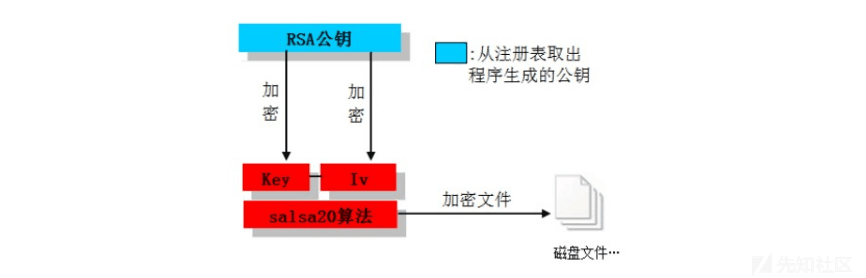 RSA公钥
:从注册表取出
程序生成的公钥
加密
加密
Key
Iv
salsa20算法
加密文件
磁盘文件…
先知社区